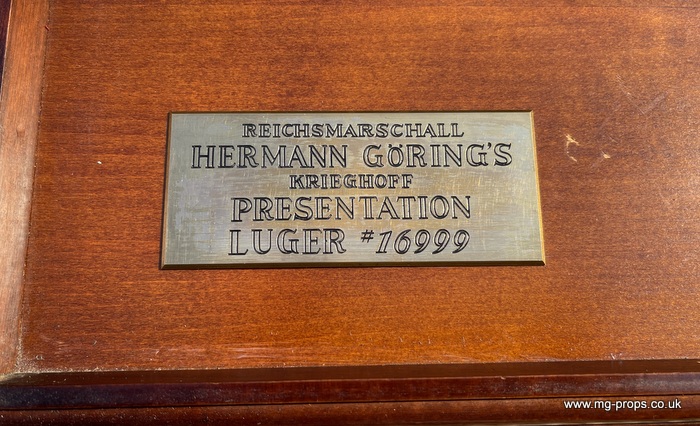 REICHSMARSCHALL
HERMANN GÖRING'S
KRIEGHOFF
PRESENTATION
LUGER #16999
www.mg-props.co.uk